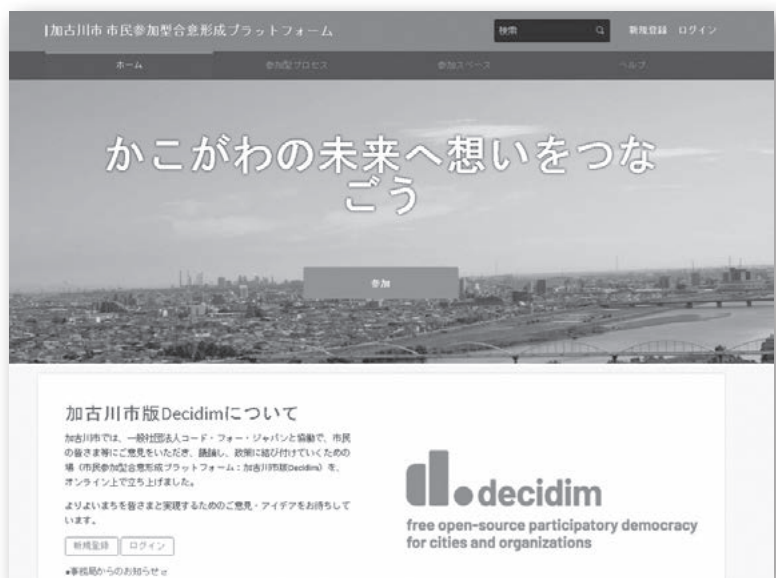 加古川市 市民参加型合意形成プラットフォーム
検索
新規登録 ログイン
ホーム 参加型プロセス 参加スペース ヘルプ
かこがわの未来へ想いをつな
ごう
参加
加古川市版Decidimについて
加古川市では、一般社団法人コード・フォー・ジャパンと協働で、市民
の皆さま等にご意見をいただき、議論し、政策に結び付けていくための
場（市民参加型合意形成プラットフォーム：加古川市版Decidim）を、
オンライン上で立ち上げました。
よりよいまちを皆さまと実現するためのご意見・アイデアをお待ちして
います。
新規登録 ログイン
▪事務局からのお知らせ
decidim
free open-source participatory democracy
for cities and organizations